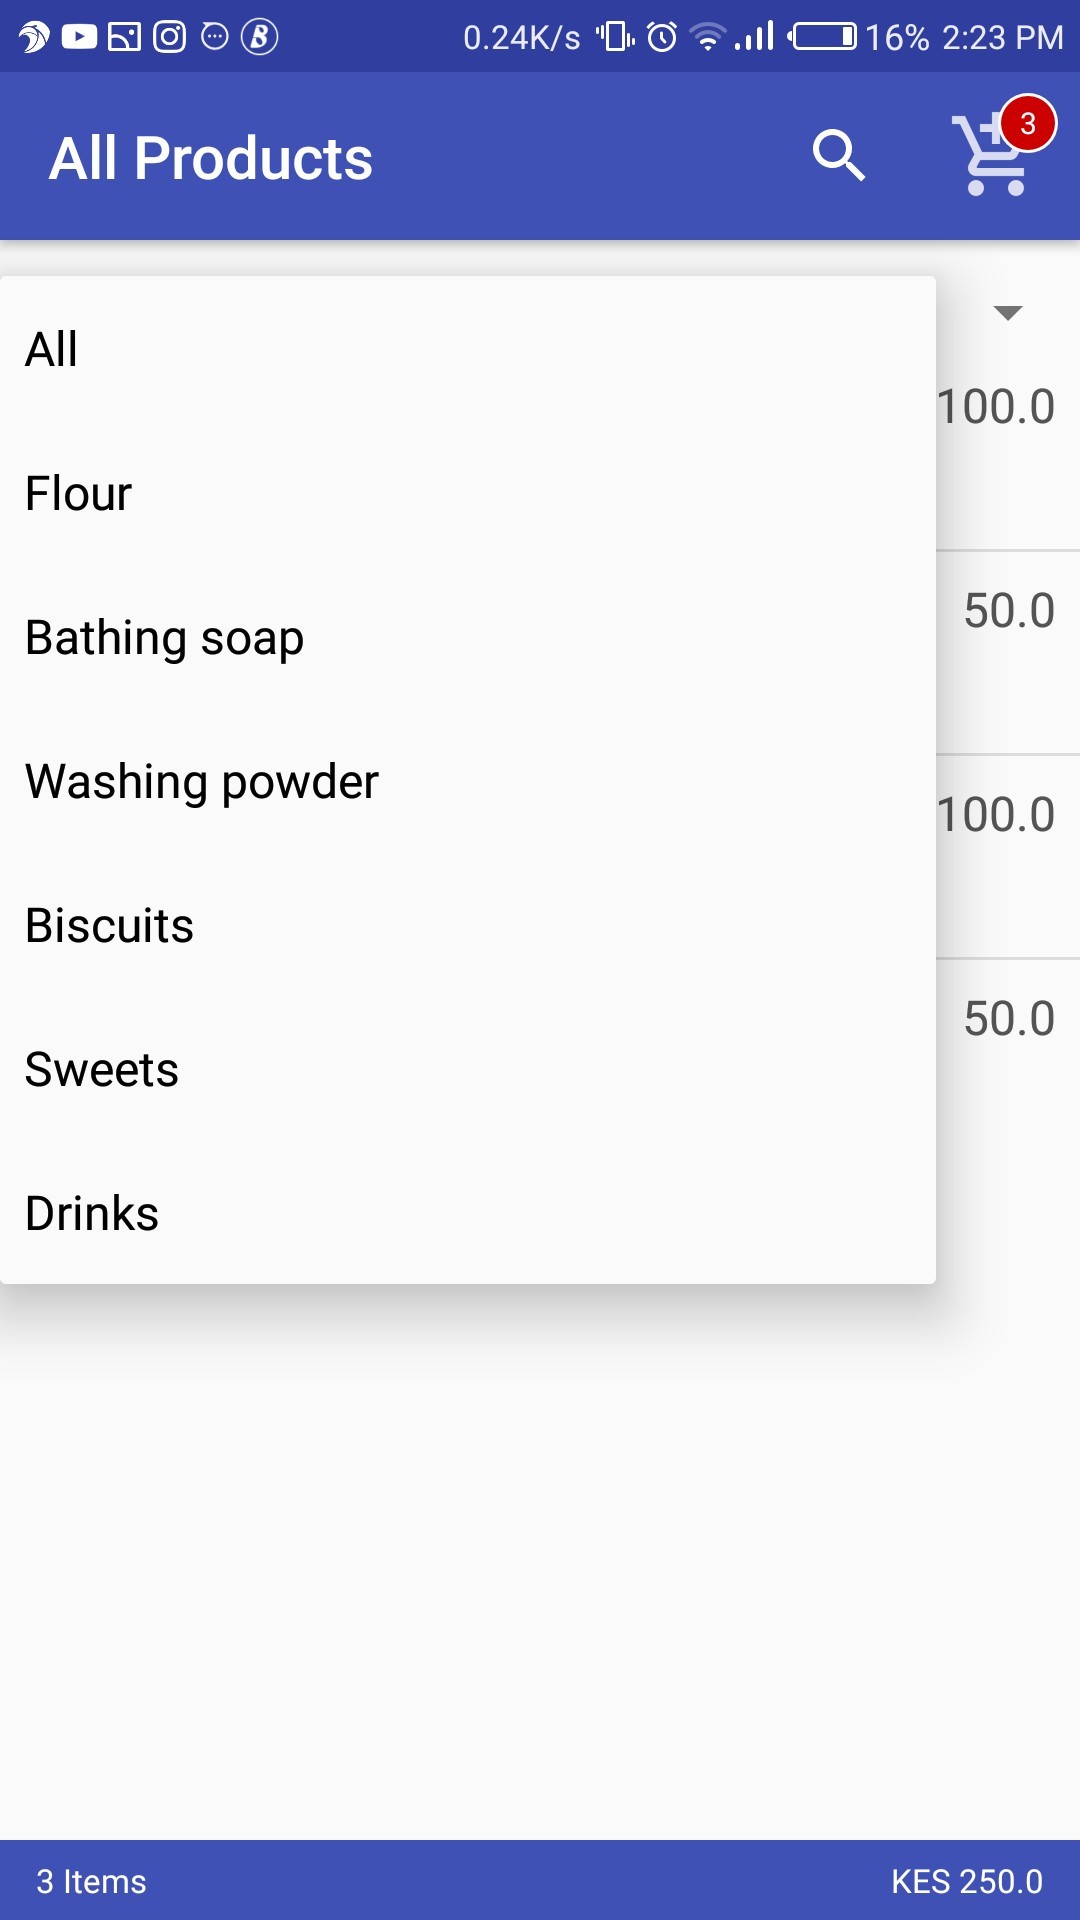 0.24K/s 16% 2:23 PM
All Products
3
All
100.0
Flour
50.0
Bathing soap
Washing powder
100.0
Biscuits
50.0
Sweets
Drinks
3 Items KES 250.0